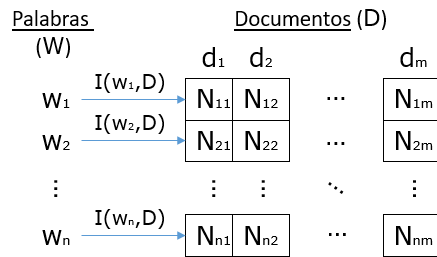 Palabras Documentos (D)
(W)
d₁ d₂ dₘ
I(w₁,D)
w₁ N₁₁ N₁₂ ... N₁ₘ
I(w₂,D)
w₂ N₂₁ N₂₂ ... N₂ₘ
⋮ ⋮ ⋮ ⋱ ⋮
I(wₙ,D)
wₙ Nₙ₁ Nₙ₂ ... Nₙₘ